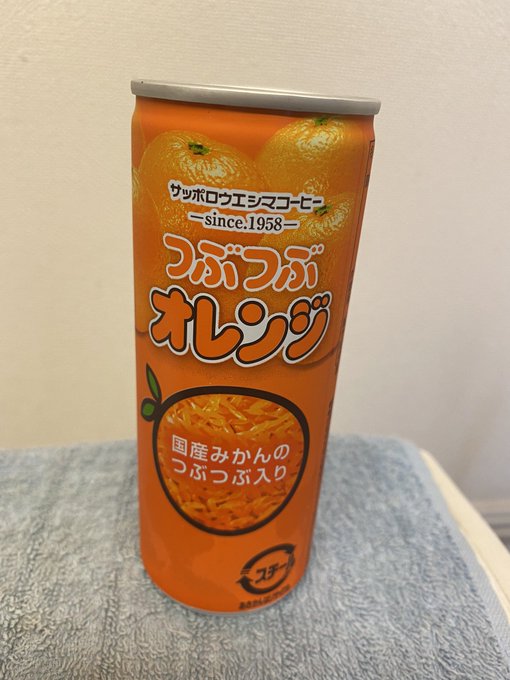 サッポロウエシマコーヒー
since.1958
つぶつぶ
オレンジ
国産みかんの
つぶつぶ入り
スチール